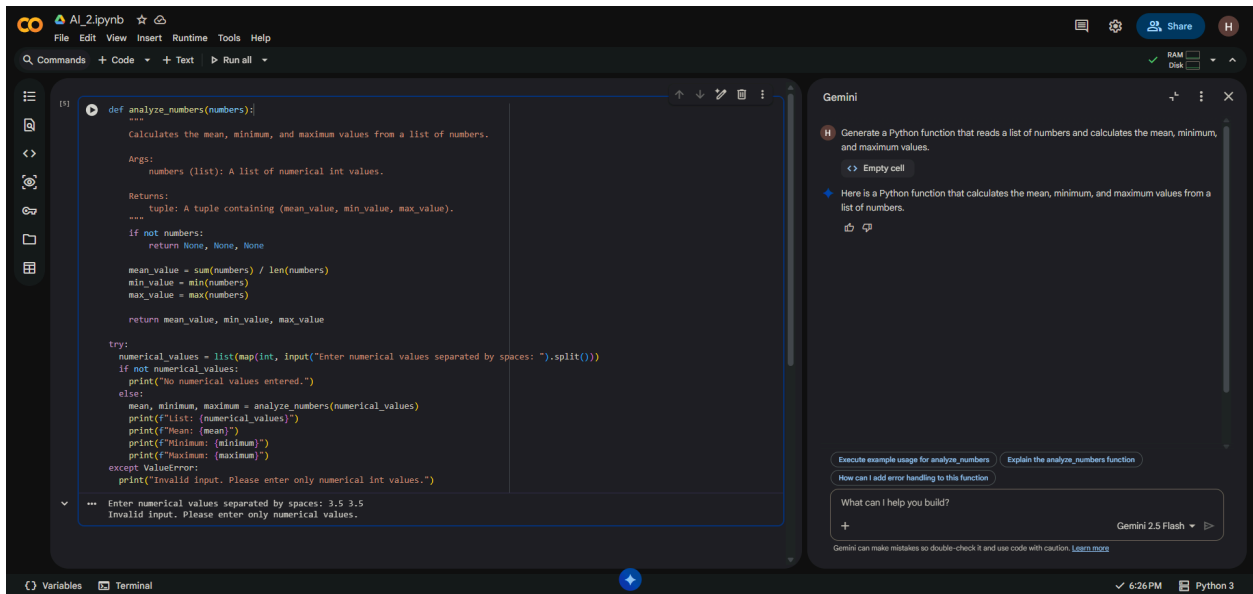 AI_2.ipynb
File Edit View Insert Runtime Tools Help
Share
H
Commands + Code + Text Run all
RAM
Disk
[5]
def analyze_numbers(numbers):
"""
Calculates the mean, minimum, and maximum values from a list of numbers.
Args:
numbers (list): A list of numerical int values.
Returns:
tuple: A tuple containing (mean_value, min_value, max_value).
"""
if not numbers:
return None, None, None
mean_value = sum(numbers) / len(numbers)
min_value = min(numbers)
max_value = max(numbers)
return mean_value, min_value, max_value
try:
numerical_values = list(map(int, input("Enter numerical values separated by spaces: ").split()))
if not numerical_values:
print("No numerical values entered.")
else:
mean, minimum, maximum = analyze_numbers(numerical_values)
print(f"List: {numerical_values}")
print(f"Mean: {mean}")
print(f"Minimum: {minimum}")
print(f"Maximum: {maximum}")
except ValueError:
print("Invalid input. Please enter only numerical int values.")
Enter numerical values separated by spaces: 3.5 3.5
Invalid input. Please enter only numerical values.
Gemini
H
Generate a Python function that reads a list of numbers and calculates the mean, minimum,
and maximum values.
<> Empty cell
Here is a Python function that calculates the mean, minimum, and maximum values from a
list of numbers.
Execute example usage for analyze_numbers
Explain the analyze_numbers function
How can I add error handling to this function
What can I help you build?
+ Gemini 2.5 Flash
Gemini can make mistakes so double-check it and use code with caution. Learn more
{} Variables Terminal
6:26 PM Python 3